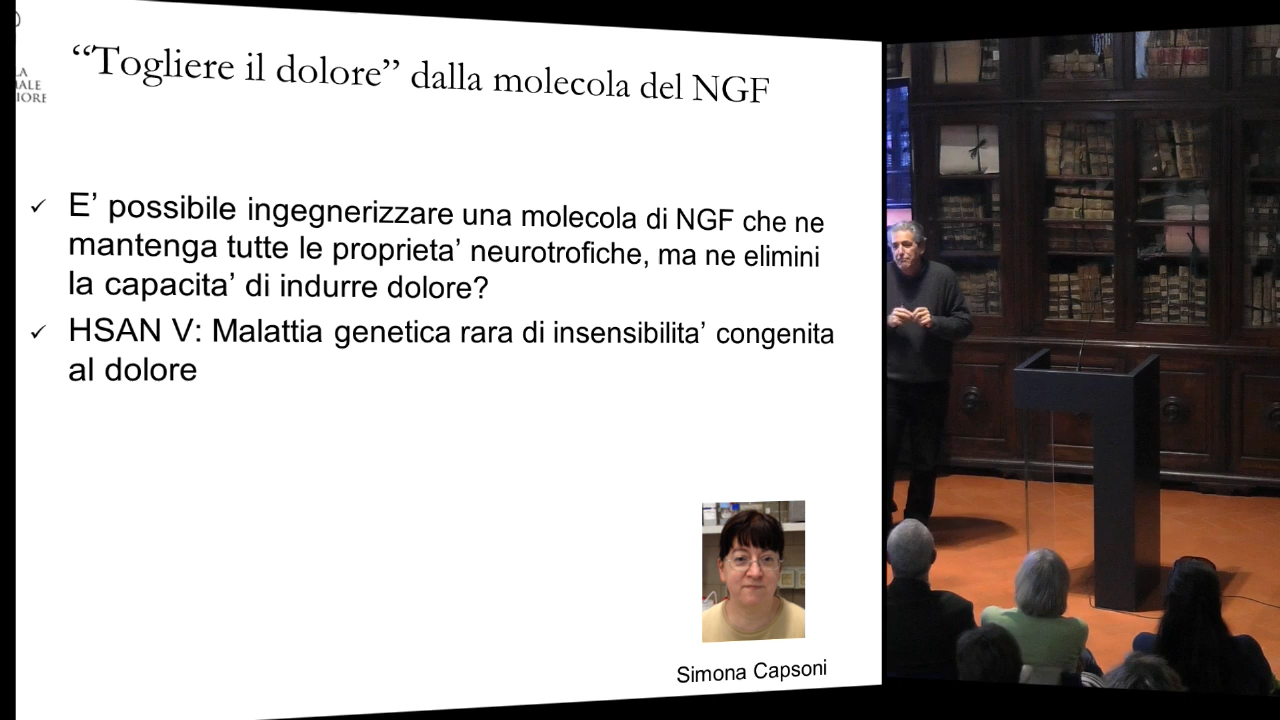 “Togliere il dolore” dalla molecola del NGF
LA
IORE
E’ possibile ingegnerizzare una molecola di NGF che ne
mantenga tutte le proprieta’ neurotrofiche, ma ne elimini
la capacita’ di indurre dolore?
HSAN V: Malattia genetica rara di insensibilita’ congenita
al dolore
Simona Capsoni